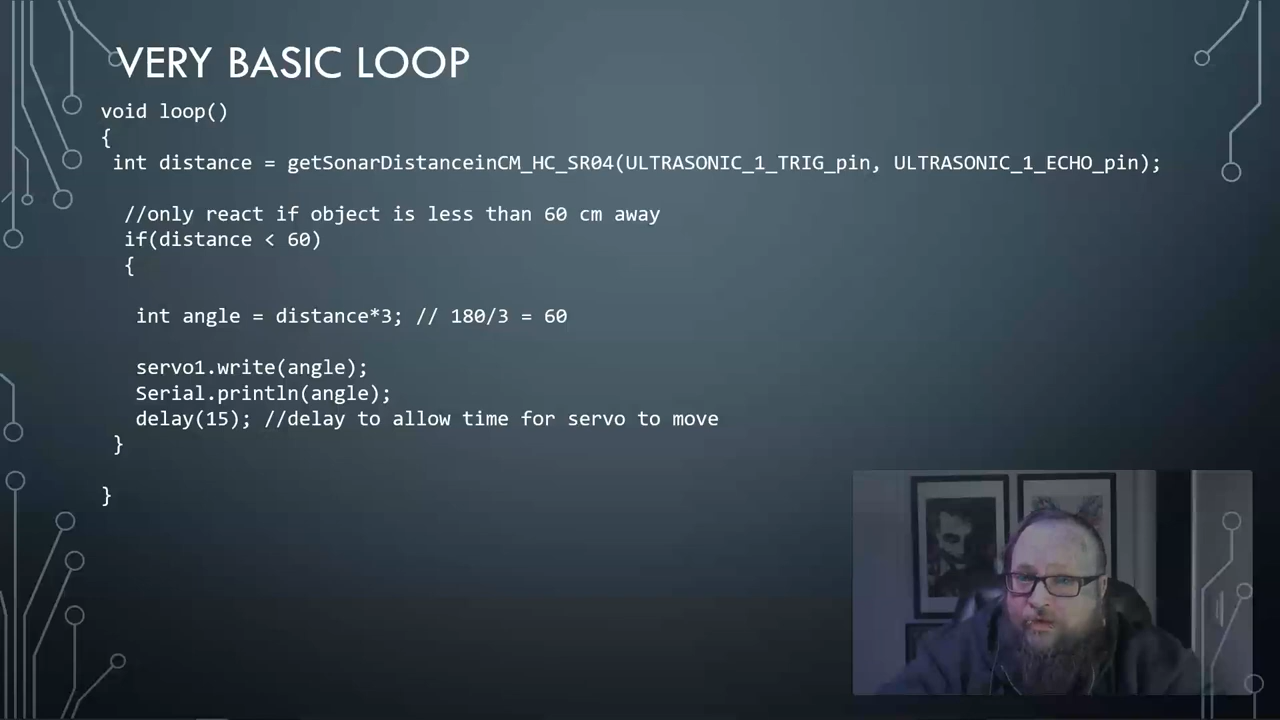 VERY BASIC LOOP
void loop()
{
int distance = getSonarDistanceinCM_HC_SR04(ULTRASONIC_1_TRIG_pin, ULTRASONIC_1_ECHO_pin);
//only react if object is less than 60 cm away
if(distance < 60)
{
int angle = distance*3; // 180/3 = 60
servo1.write(angle);
Serial.println(angle);
delay(15); //delay to allow time for servo to move
}
}